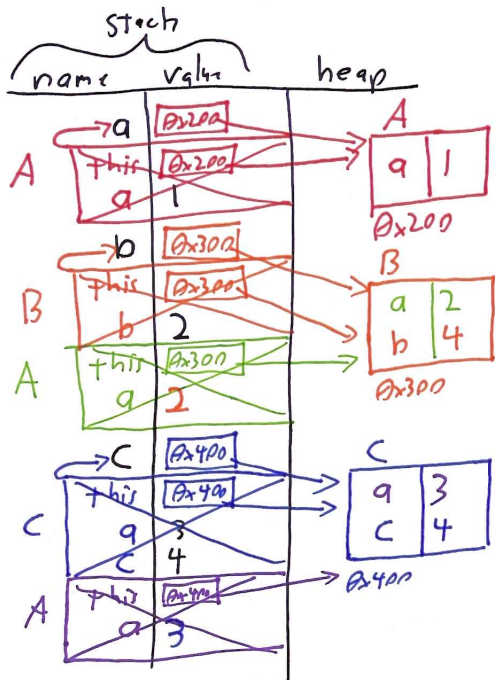 stack
name value heap
a 0x200 A
A this 0x200 a 1
a 1
0x200
b 0x300 B
this 0x300 a 2
B b 2 b 4
A this 0x300 0x300
a 2
c 0x400 C
this 0x400 a 3
C a 3 c 4
c 4
this 0x400 0x400
A a 3